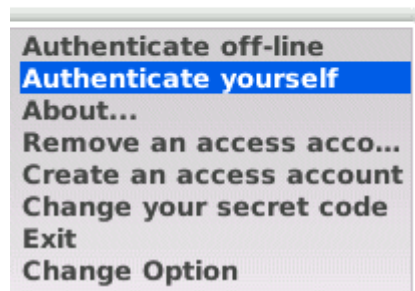 Authenticate off-line
Authenticate yourself
About...
Remove an access acco...
Create an access account
Change your secret code
Exit
Change Option